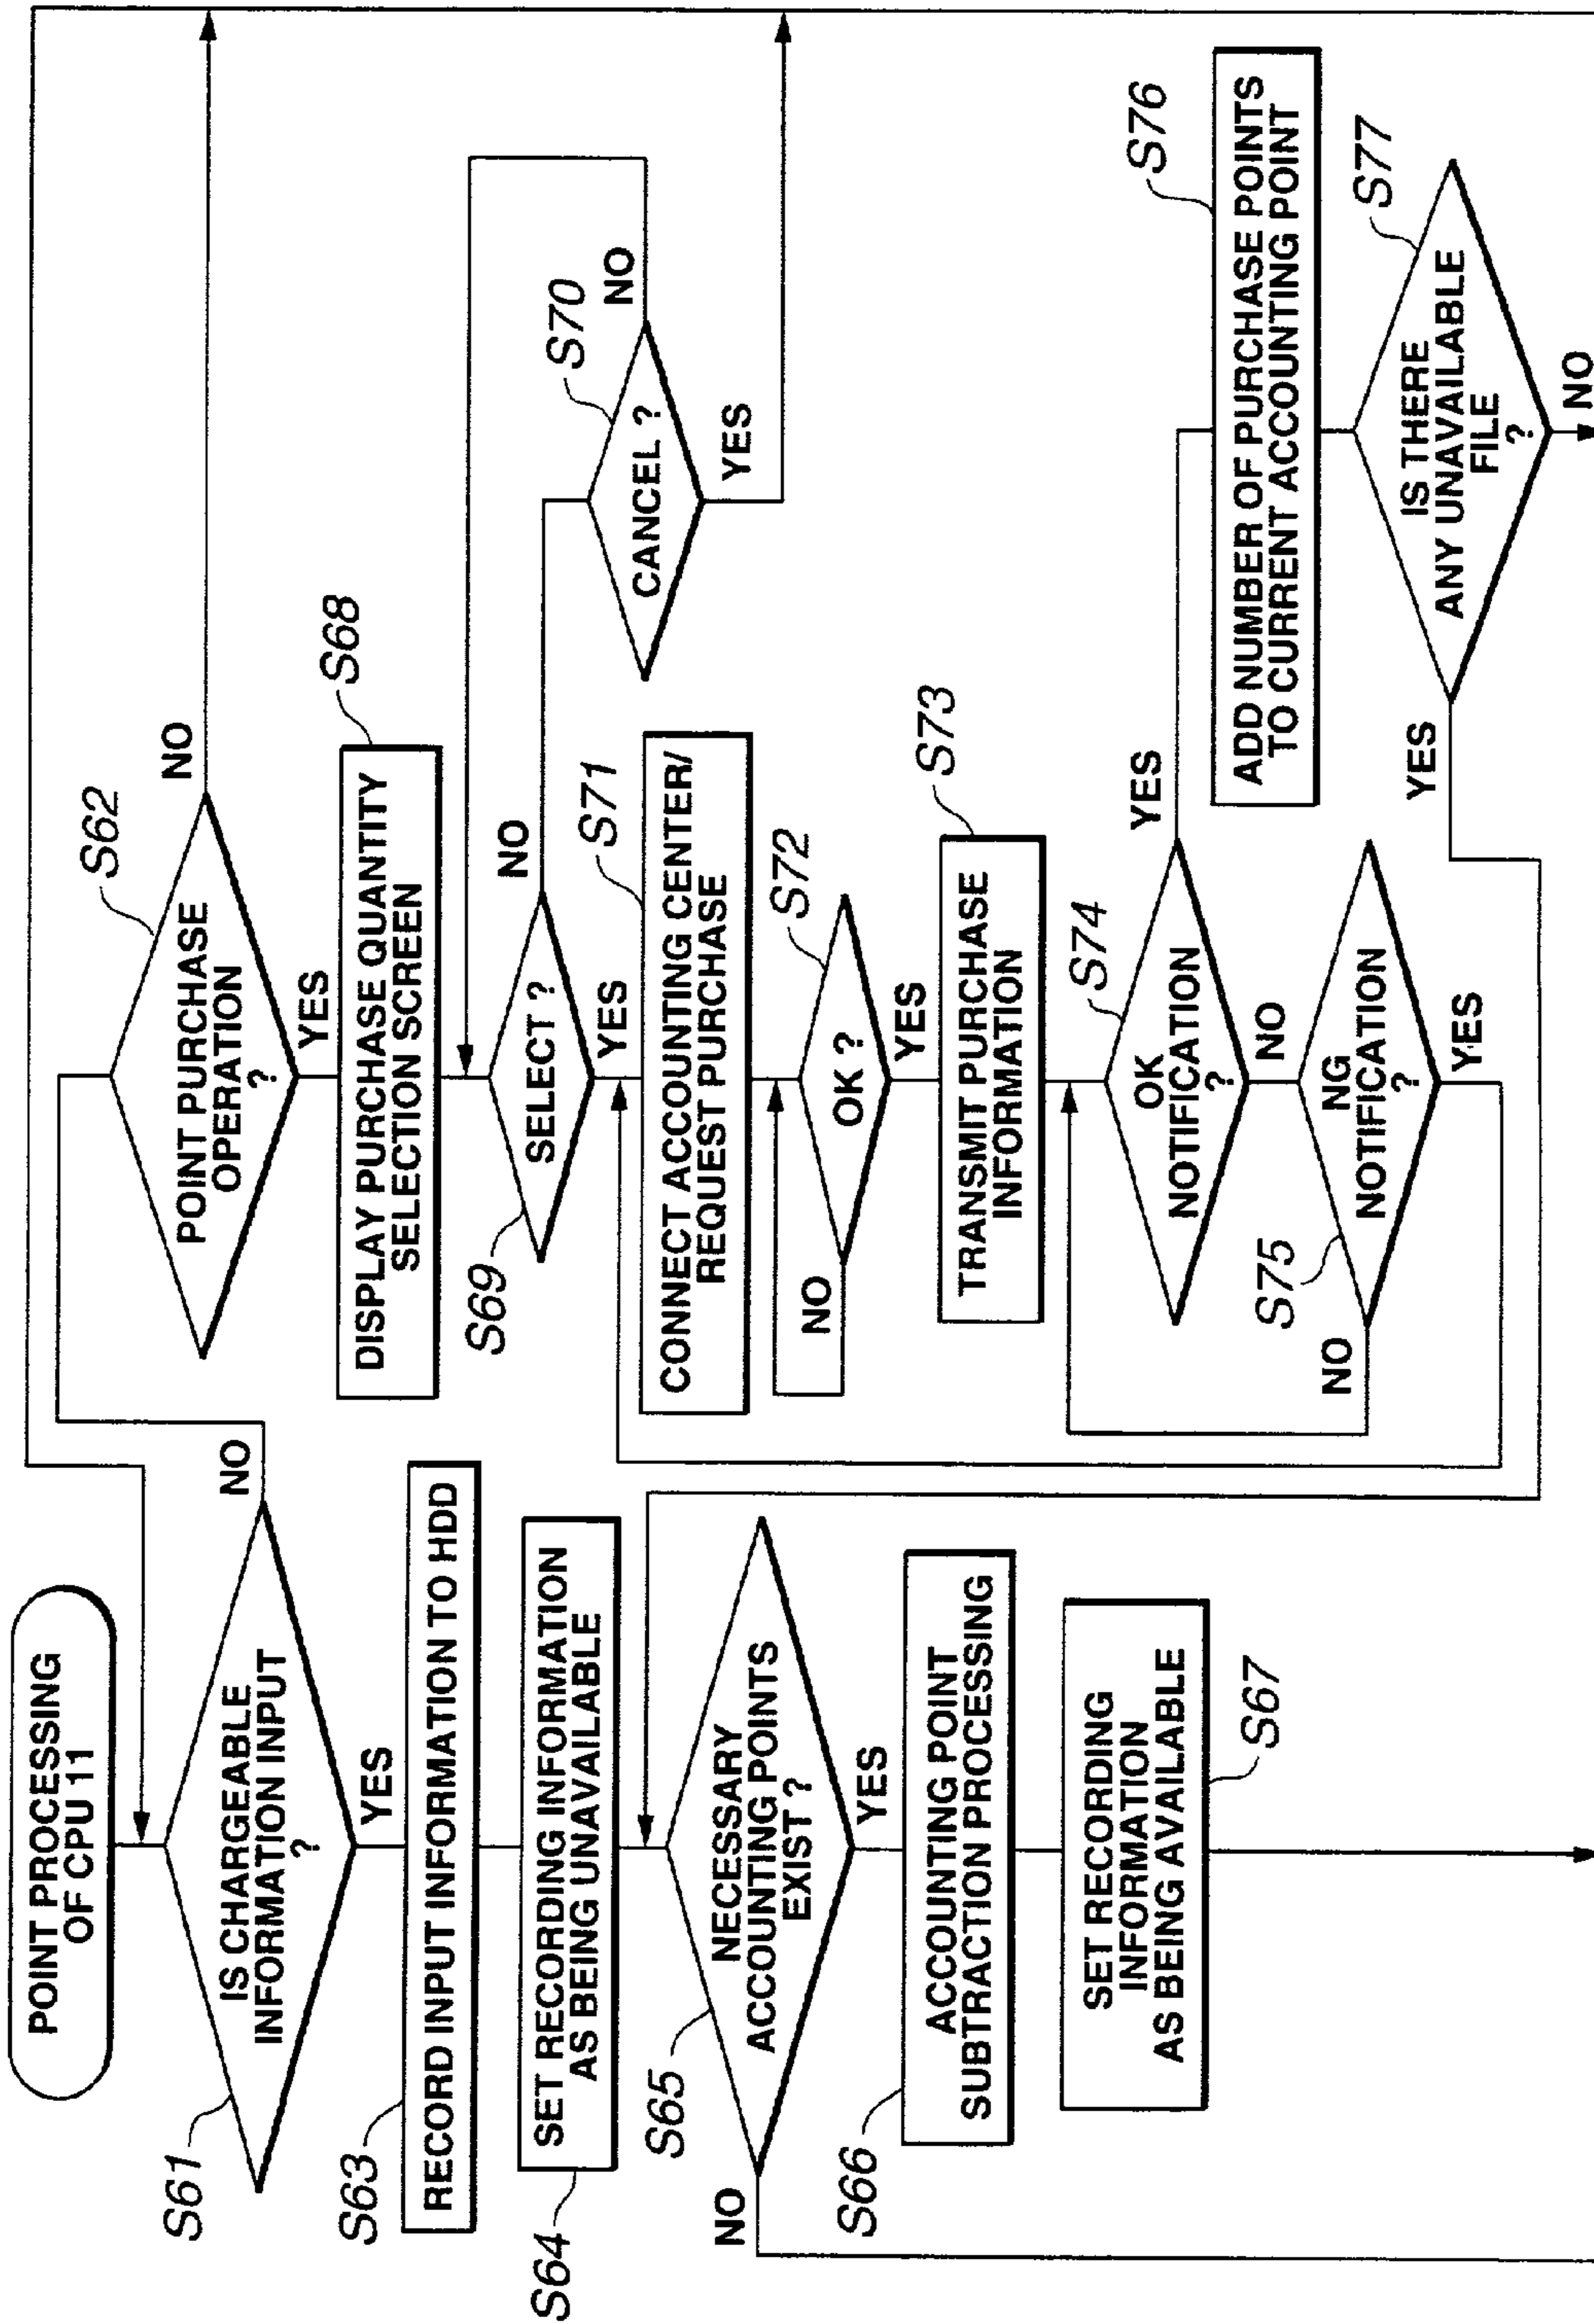 POINT PROCESSING
OF CPU 11
S61
IS CHARGEABLE
INFORMATION INPUT
?
NO
YES
S63
RECORD INPUT INFORMATION TO HDD
S64
SET RECORDING INFORMATION
AS BEING UNAVAILABLE
S65
NECESSARY
ACCOUNTING POINTS
EXIST ?
NO
YES
S66
ACCOUNTING POINT
SUBTRACTION PROCESSING
SET RECORDING
INFORMATION
AS BEING AVAILABLE
S67
S62
POINT PURCHASE
OPERATION
?
NO
YES
S68
DISPLAY PURCHASE QUANTITY
SELECTION SCREEN
S69
SELECT ?
NO
YES
S70
CANCEL ?
NO
YES
S71
CONNECT ACCOUNTING CENTER/
REQUEST PURCHASE
S72
OK ?
NO
YES
S73
TRANSMIT PURCHASE
INFORMATION
S74
OK
NOTIFICATION
?
YES
NO
S75
NG
NOTIFICATION
?
NO
YES
S76
ADD NUMBER OF PURCHASE POINTS
TO CURRENT ACCOUNTING POINT
S77
IS THERE
ANY UNAVAILABLE
FILE
?
YES
NO